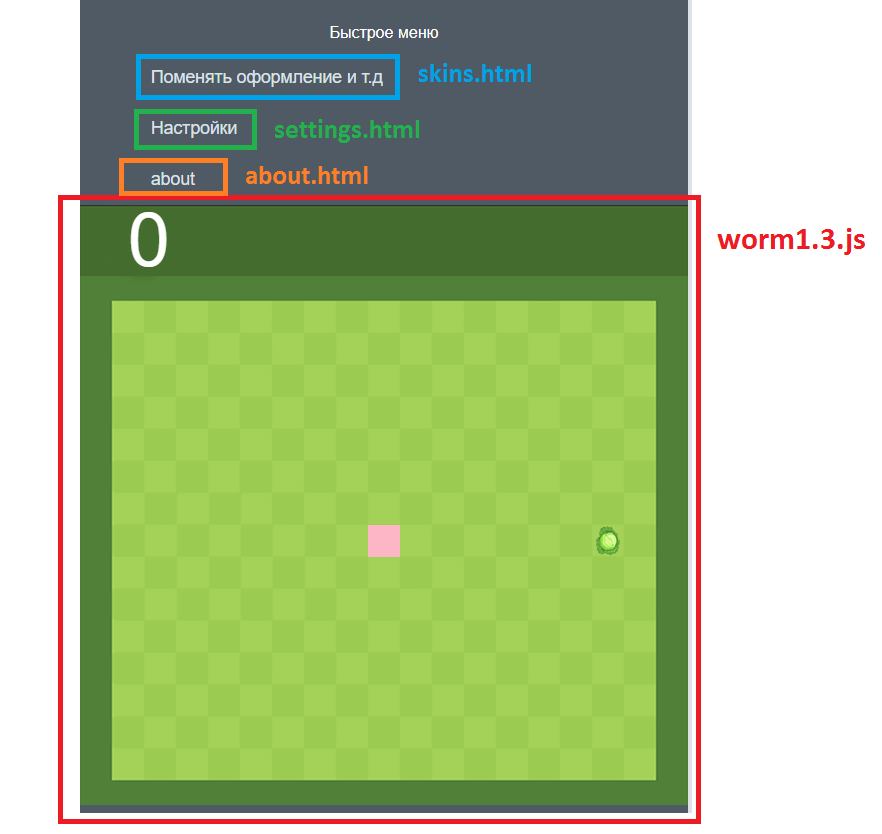 Быстрое меню
Поменять оформление и т.д skins.html
Настройки settings.html
about about.html
0 worm1.3.js